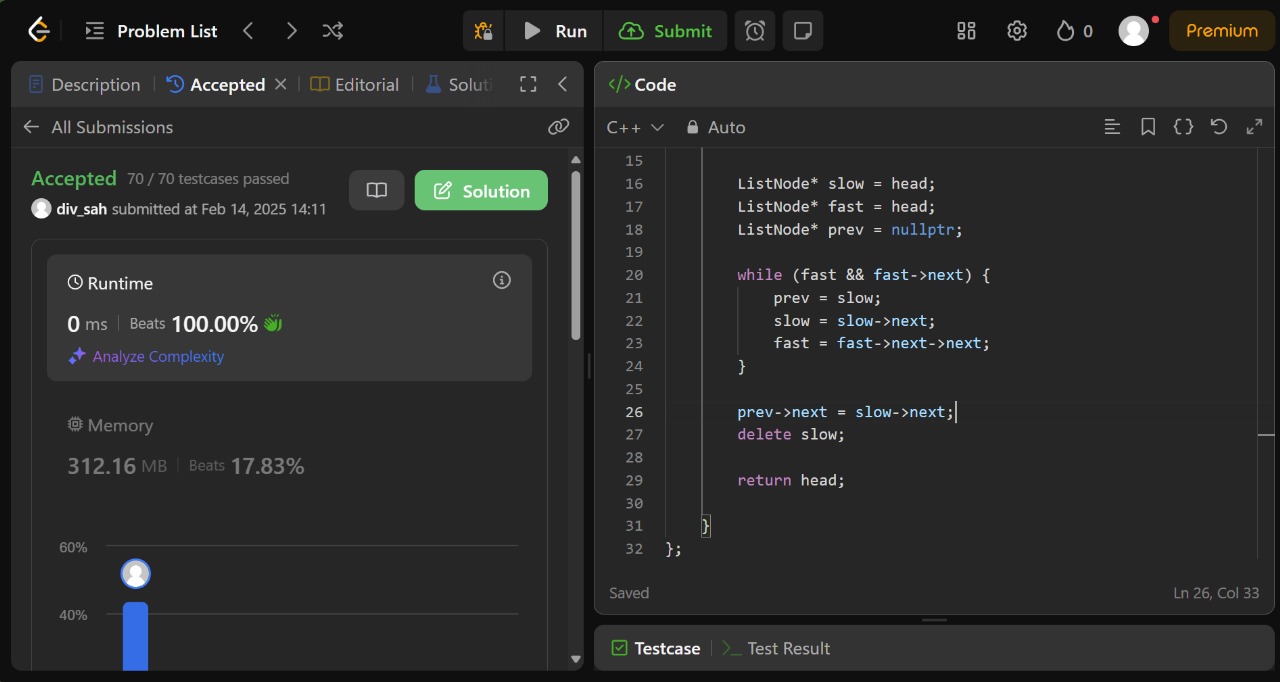 Problem List
Run
Submit
0
Premium
Description
Accepted
Editorial
Soluti
All Submissions
Accepted 70 / 70 testcases passed
div_sah submitted at Feb 14, 2025 14:11
Solution
Runtime
0 ms
Beats 100.00%
Analyze Complexity
Memory
312.16 MB
Beats 17.83%
60%
40%
</> Code
C++
Auto
15
16 ListNode* slow = head;
17 ListNode* fast = head;
18 ListNode* prev = nullptr;
19
20 while (fast && fast->next) {
21 prev = slow;
22 slow = slow->next;
23 fast = fast->next->next;
24 }
25
26 prev->next = slow->next;
27 delete slow;
28
29 return head;
30
31 }
32 };
Saved
Ln 26, Col 33
Testcase
>_ Test Result